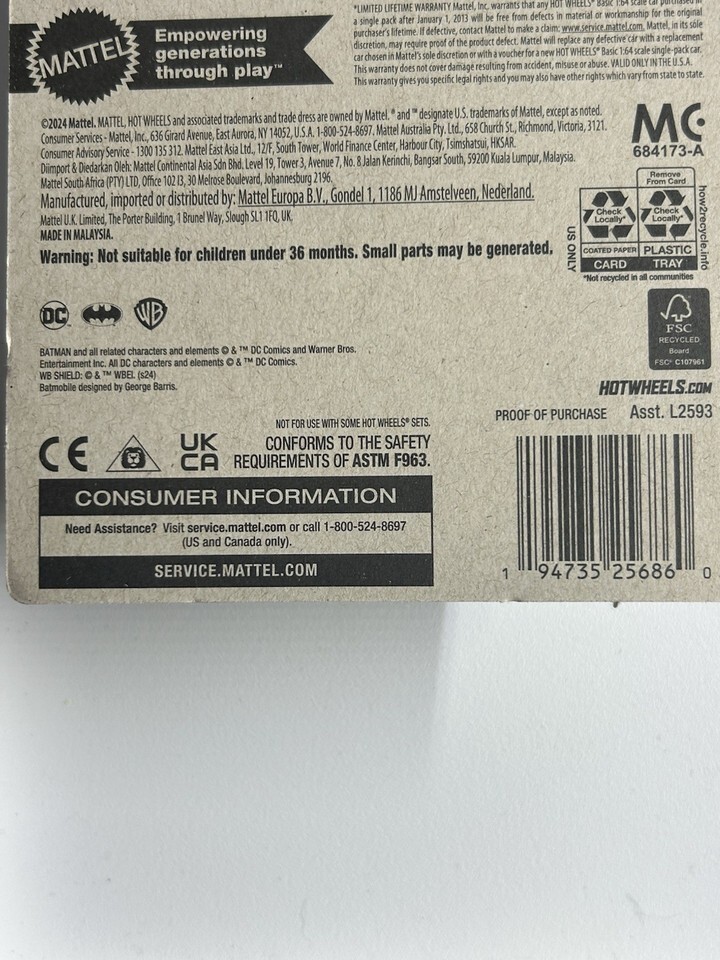 MATTEL
Empowering
generations
through play™
*LIMITED LIFETIME WARRANTY Mattel, Inc. warrants that any HOT WHEELS® Basic 1:64 scale car purchased in
a single pack after January 1, 2013 will be free from defects in material or workmanship for the original
purchaser's lifetime. If defective, contact Mattel to make a claim: www.service.mattel.com. Mattel, in its sole
discretion, may require proof of the product defect. Mattel will replace any defective car with a replacement
car chosen in Mattel's sole discretion or with a voucher for a new HOT WHEELS® Basic 1:64 scale single-pack car.
This warranty does not cover damage resulting from accident, misuse or abuse. VALID ONLY IN THE U.S.A.
This warranty gives you specific legal rights and you may also have other rights which vary from state to state.
©2024 Mattel. MATTEL, HOT WHEELS and associated trademarks and trade dress are owned by Mattel. ® and ™ designate U.S. trademarks of Mattel, except as noted.
Consumer Services - Mattel, Inc., 636 Girard Avenue, East Aurora, NY 14052, U.S.A. 1-800-524-8697. Mattel Australia Pty. Ltd., 658 Church St., Richmond, Victoria, 3121.
Consumer Advisory Service - 1300 135 312. Mattel East Asia Ltd., 12/F, South Tower, World Finance Center, Harbour City, Tsimshatsui, HKSAR.
Diimport & Diedarkan Oleh: Mattel Continental Asia Sdn Bhd. Level 19, Tower 3, Avenue 7, No. 8 Jalan Kerinchi, Bangsar South, 59200 Kuala Lumpur, Malaysia.
Mattel South Africa (PTY) LTD, Office 102 I3, 30 Melrose Boulevard, Johannesburg 2196.
Manufactured, imported or distributed by: Mattel Europa B.V., Gondel 1, 1186 MJ Amstelveen, Nederland.
Mattel U.K. Limited, The Porter Building, 1 Brunel Way, Slough SL1 1FQ, UK.
MADE IN MALAYSIA.
Warning: Not suitable for children under 36 months. Small parts may be generated.
MC
684173-A
Remove
From Card
Check
Locally*
Check
Locally*
COATED PAPER
PLASTIC
CARD
TRAY
US ONLY
how2recycle.info
*Not recycled in all communities
DC
WB
BATMAN and all related characters and elements © & ™ DC Comics and Warner Bros.
Entertainment Inc. All DC characters and elements © & ™ DC Comics.
WB SHIELD: © & ™ WBEI. (s24)
Batmobile designed by George Barris.
FSC
RECYCLED
Board
FSC® C107961
HOTWHEELS.COM
PROOF OF PURCHASE Asst. L2593
CE
UK
CA
NOT FOR USE WITH SOME HOT WHEELS® SETS.
CONFORMS TO THE SAFETY
REQUIREMENTS OF ASTM F963.
CONSUMER INFORMATION
Need Assistance? Visit service.mattel.com or call 1-800-524-8697
(US and Canada only).
SERVICE.MATTEL.COM
1 94735 25686 0